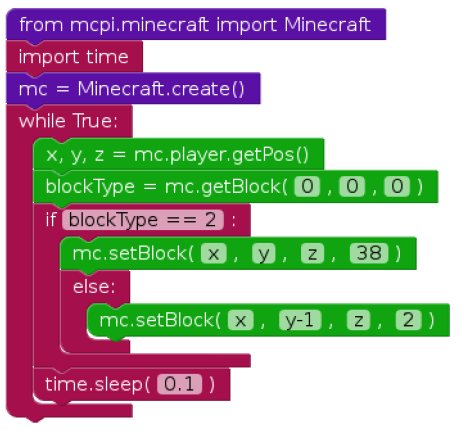 from mcpi.minecraft import Minecraft
import time
mc = Minecraft.create()
while True:
x, y, z = mc.player.getPos()
blockType = mc.getBlock( 0 , 0 , 0 )
if blockType == 2 :
mc.setBlock( x , y , z , 38 )
else:
mc.setBlock( x , y-1 , z , 2 )
time.sleep( 0.1 )